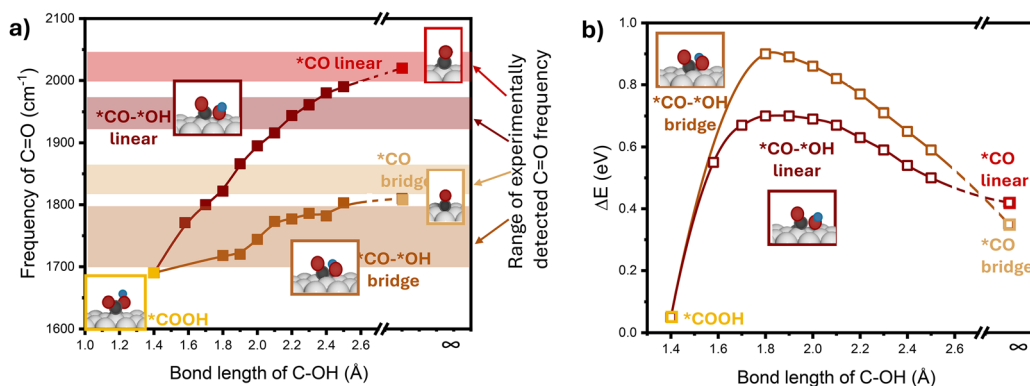 a)
Frequency of C=O (cm⁻¹)
2100
2000
1900
1800
1700
1600
*CO linear
*CO-*OH
linear
*CO
bridge
*CO-*OH
bridge
*COOH
1.0 1.2 1.4 1.6 1.8 2.0 2.2 2.4 2.6 ∞
Bond length of C-OH (Å)
Range of experimentally
detected C=O frequency
b)
ΔE (eV)
1.0
0.8
0.6
0.4
0.2
0.0
*CO-*OH
bridge
*CO-*OH
linear
*CO
linear
*CO
bridge
*COOH
1.4 1.6 1.8 2.0 2.2 2.4 2.6 ∞
Bond length of C-OH (Å)